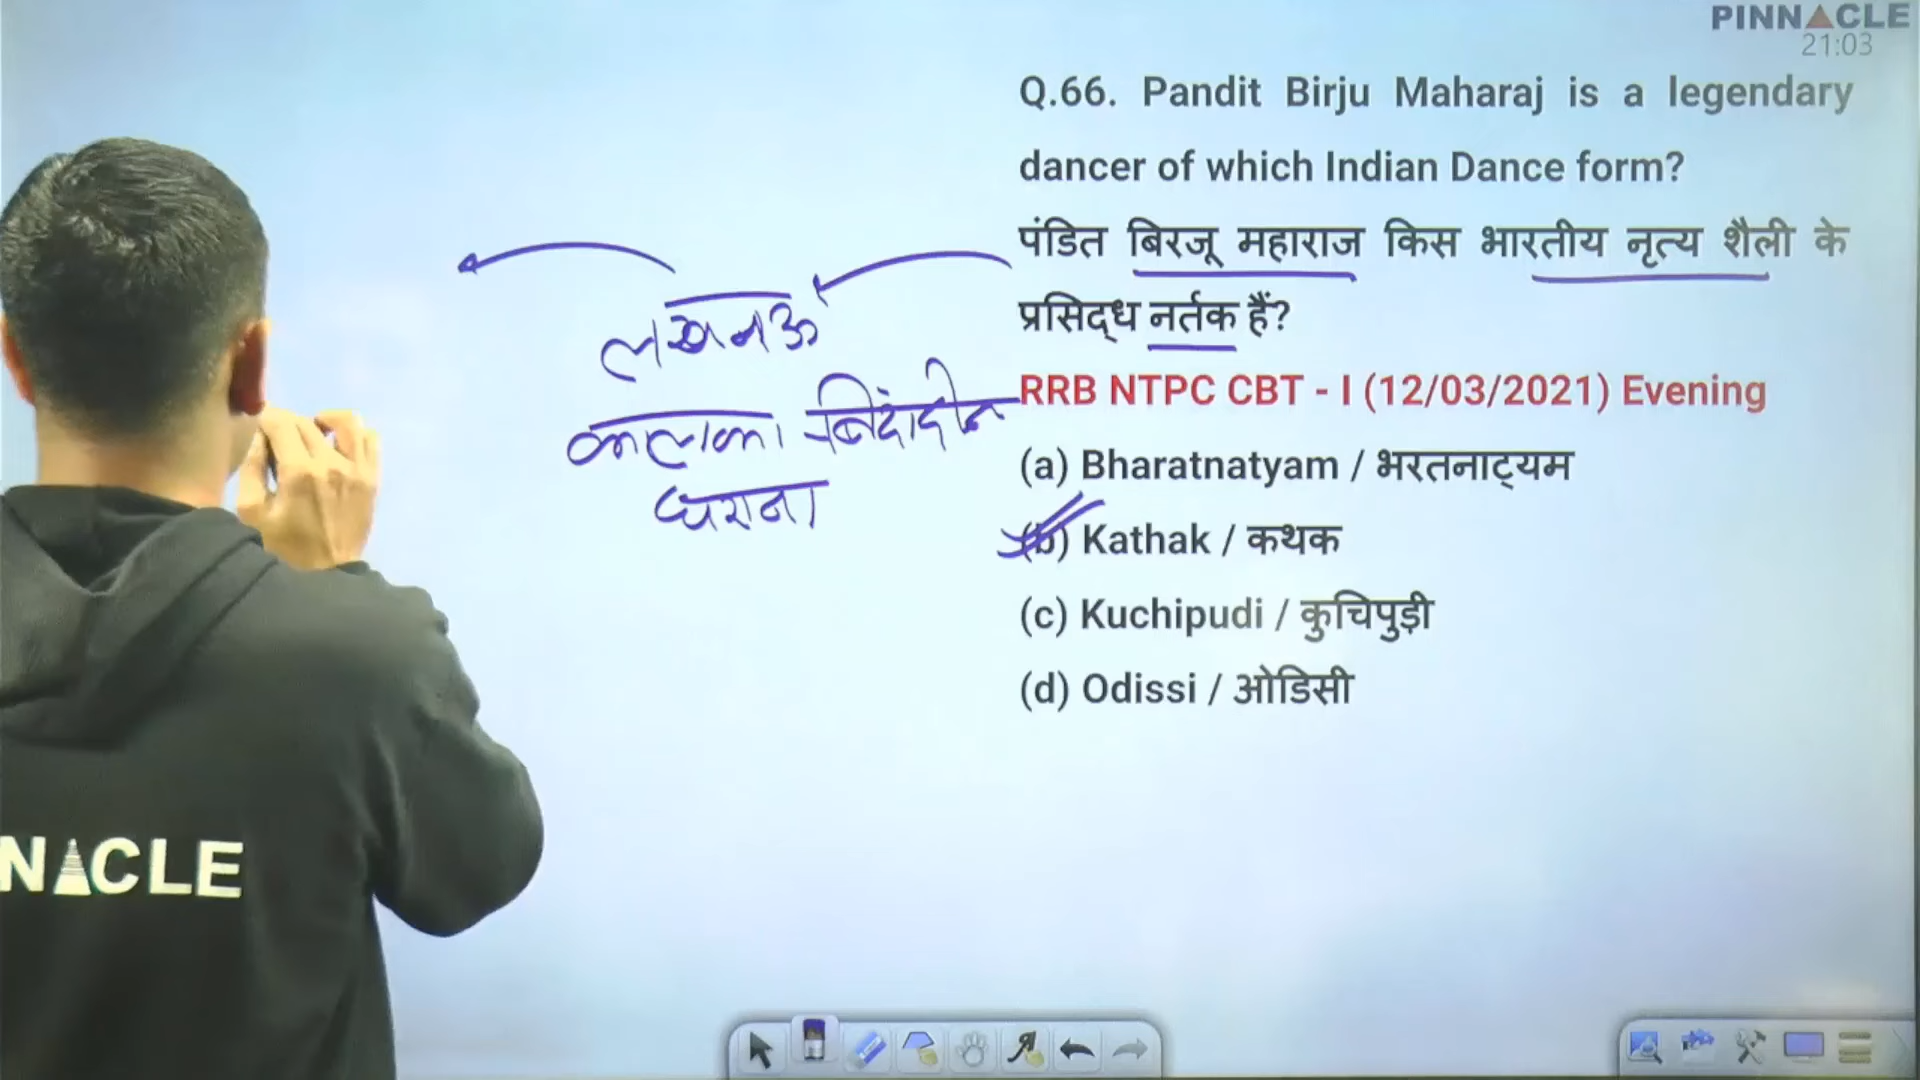 PINNACLE
21:03
Q.66. Pandit Birju Maharaj is a legendary
dancer of which Indian Dance form?
पंडित बिरजू महाराज किस भारतीय नृत्य शैली के
प्रसिद्ध नर्तक हैं?
RRB NTPC CBT - I (12/03/2021) Evening
(a) Bharatnatyam / भरतनाट्यम
(b) Kathak / कथक
(c) Kuchipudi / कुचिपुड़ी
(d) Odissi / ओडिसी
लखनऊ
कालका बिंदादीन
घराना
NACLE